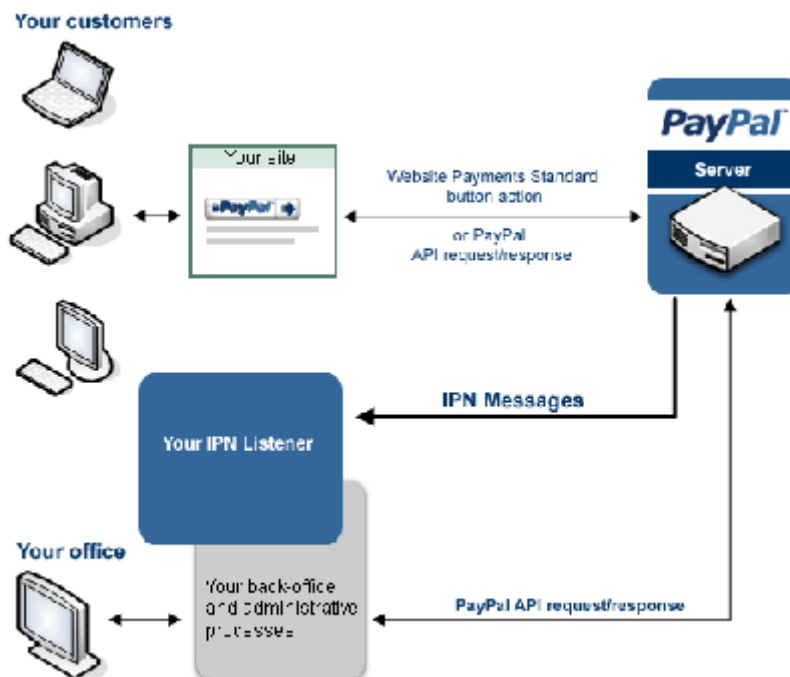 Your customers
PayPal
Server
Your site
PayPal
Website Payments Standard
button action
or PayPal
API request/response
IPN Messages
Your IPN Listener
Your office
Your back-office
and administrative
processes
PayPal API request/response